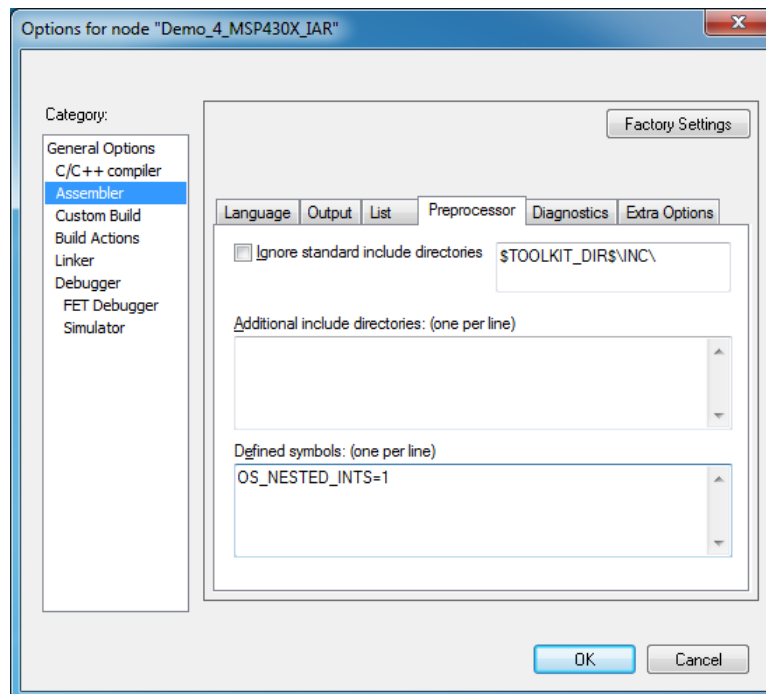 Options for node "Demo_4_MSP430X_IAR"
Category:
Factory Settings
General Options
C/C++ compiler
Assembler
Custom Build
Build Actions
Linker
Debugger
FET Debugger
Simulator
Language Output List Preprocessor Diagnostics Extra Options
Ignore standard include directories $TOOLKIT_DIR$\INC\
Additional include directories: (one per line)
Defined symbols: (one per line)
OS_NESTED_INTS=1
OK Cancel